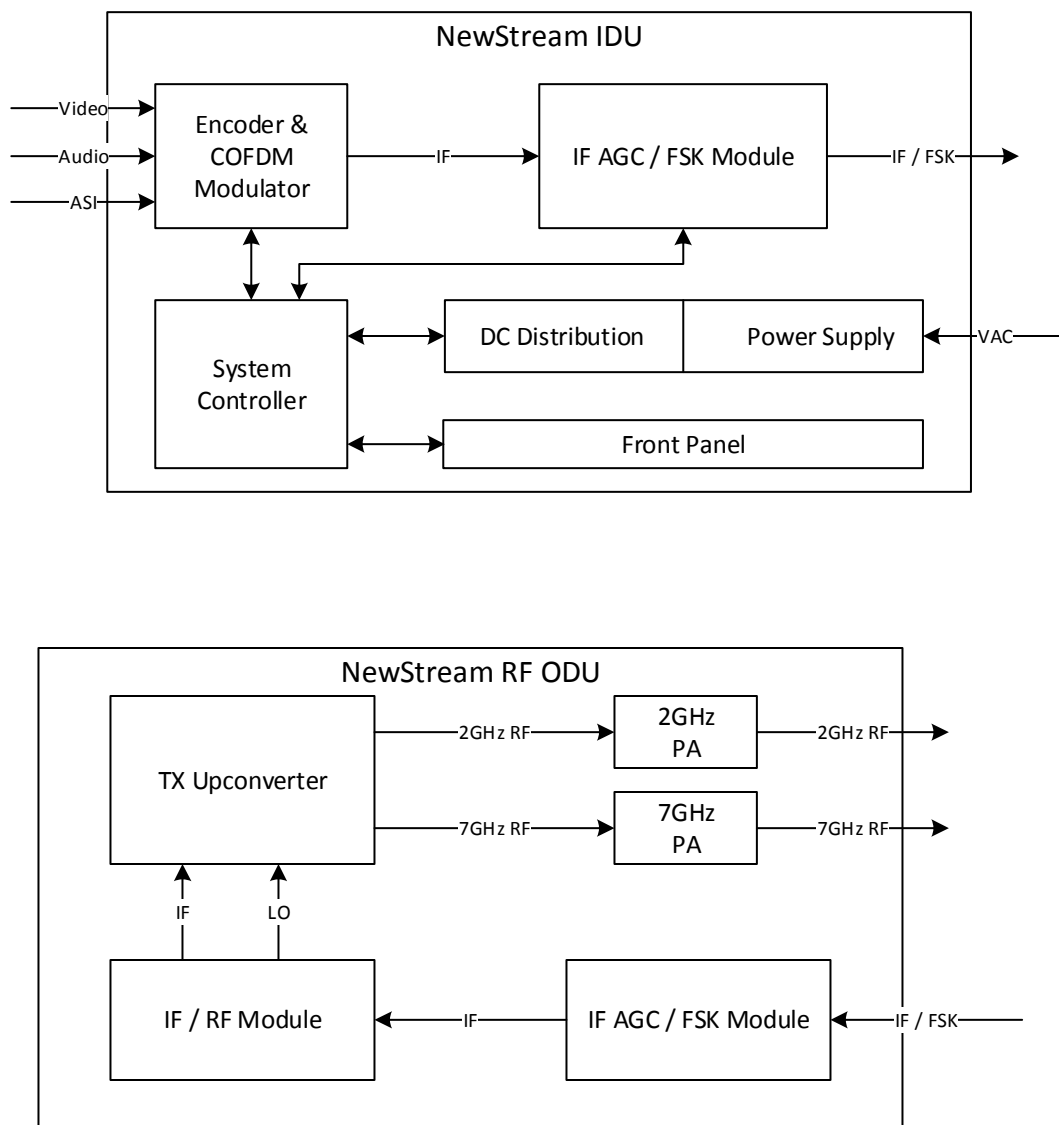 NewStream IDU
Video
Audio
ASI
Encoder &
COFDM
Modulator
IF
IF AGC / FSK Module
IF / FSK
System
Controller
DC Distribution
Power Supply
VAC
Front Panel
NewStream RF ODU
TX Upconverter
2GHz RF
2GHz
PA
2GHz RF
7GHz RF
7GHz
PA
7GHz RF
IF
LO
IF / RF Module
IF
IF AGC / FSK Module
IF / FSK